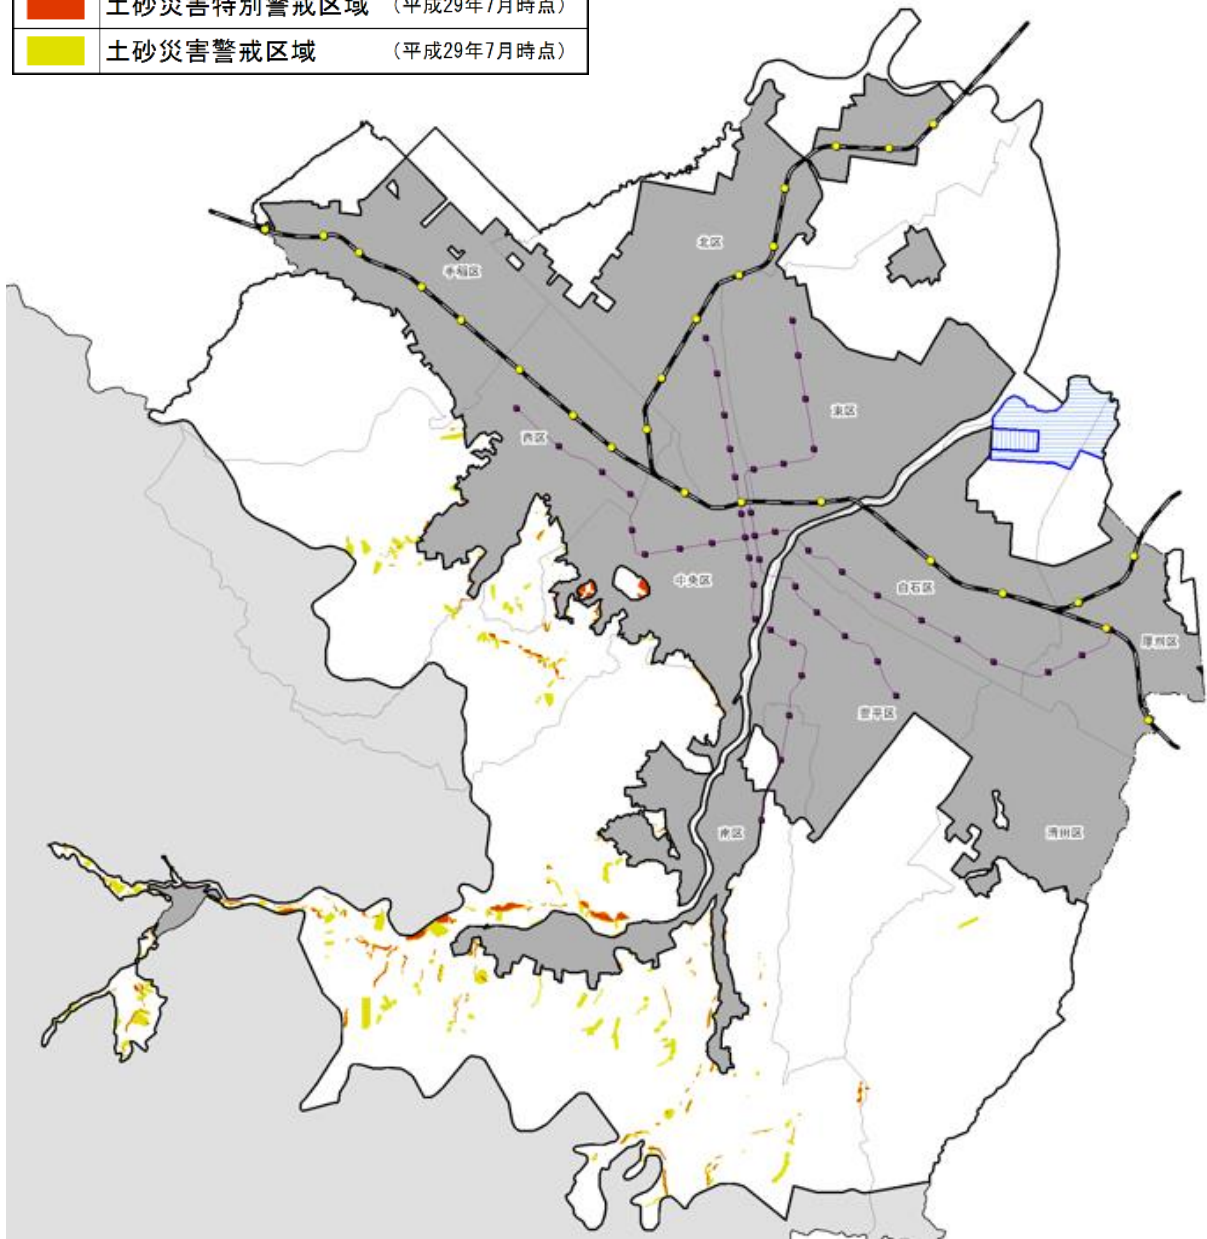 土砂災害特別警戒区域 (平成29年7月時点)
土砂災害警戒区域 (平成29年7月時点)
北区
手稲区
東区
西区
中央区
白石区
厚別区
豊平区
南区
清田区